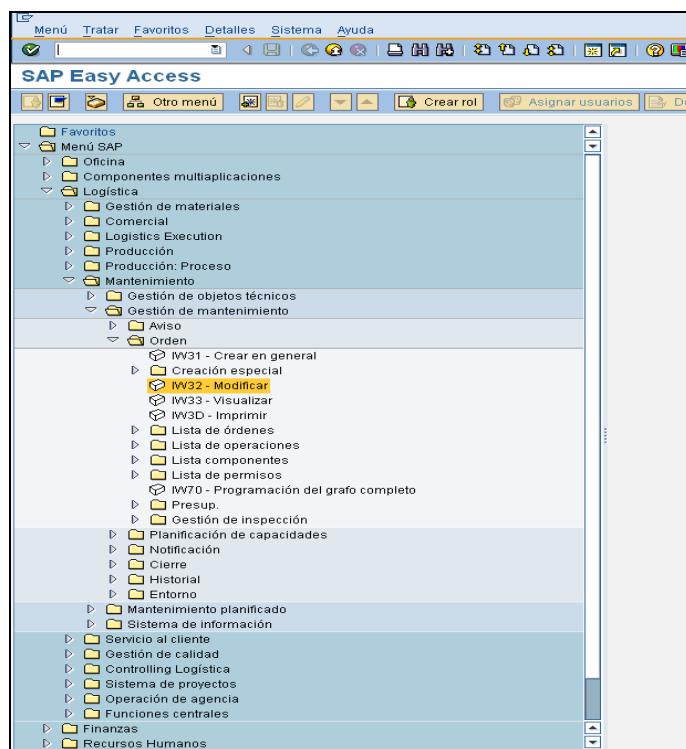 Menú Tratar Favoritos Detalles Sistema Ayuda
SAP Easy Access
Otro menú Crear rol Asignar usuarios
Favoritos
Menú SAP
Oficina
Componentes multiaplicaciones
Logística
Gestión de materiales
Comercial
Logistics Execution
Producción
Producción: Proceso
Mantenimiento
Gestión de objetos técnicos
Gestión de mantenimiento
Aviso
Orden
IW31 - Crear en general
Creación especial
IW32 - Modificar
IW33 - Visualizar
IW3D - Imprimir
Lista de órdenes
Lista de operaciones
Lista componentes
Lista de permisos
IW70 - Programación del grafo completo
Presup.
Gestión de inspección
Planificación de capacidades
Notificación
Cierre
Historial
Entorno
Mantenimiento planificado
Sistema de información
Servicio al cliente
Gestión de calidad
Controlling Logística
Sistema de proyectos
Operación de agencia
Funciones centrales
Finanzas
Recursos Humanos